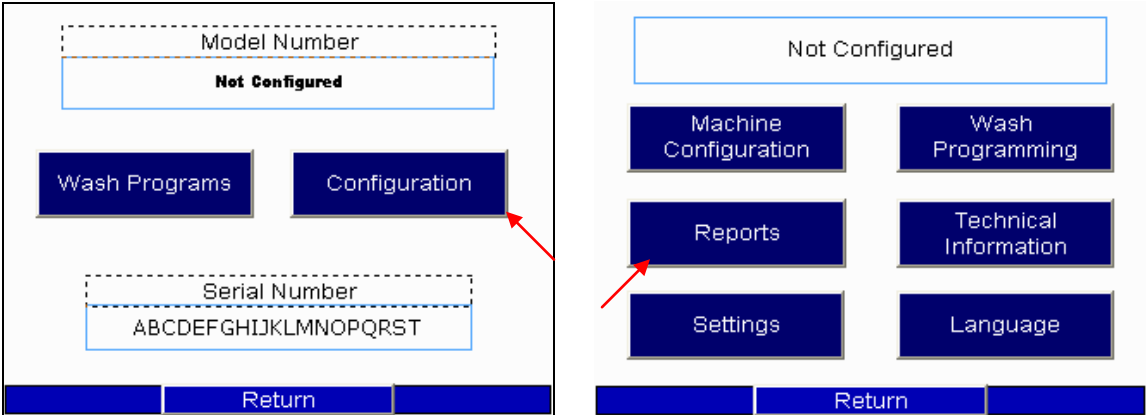 Model Number
Not Configured
Wash Programs
Configuration
Serial Number
ABCDEFGHIJKLMNOPQRST
Return
Not Configured
Machine
Configuration
Wash
Programming
Reports
Technical
Information
Settings
Language
Return